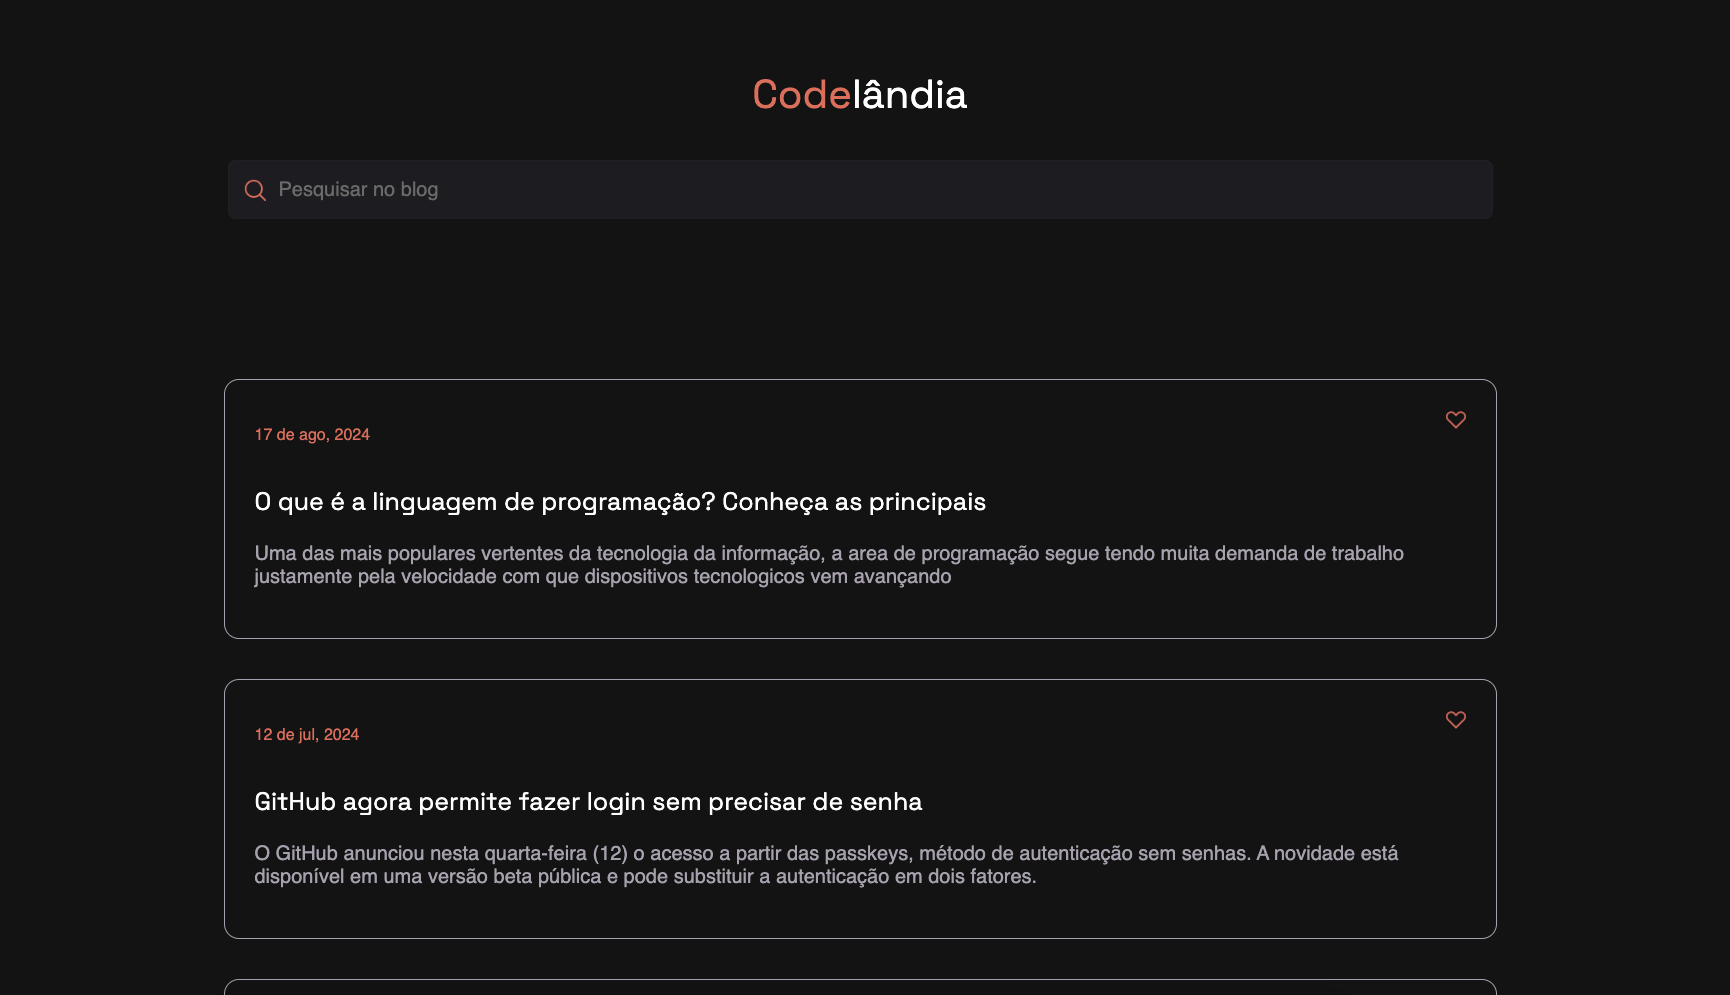 Codelândia
Pesquisar no blog
17 de ago, 2024
O que é a linguagem de programação? Conheça as principais
Uma das mais populares vertentes da tecnologia da informação, a area de programação segue tendo muita demanda de trabalho
justamente pela velocidade com que dispositivos tecnologicos vem avançando
12 de jul, 2024
GitHub agora permite fazer login sem precisar de senha
O GitHub anunciou nesta quarta-feira (12) o acesso a partir das passkeys, método de autenticação sem senhas. A novidade está
disponível em uma versão beta pública e pode substituir a autenticação em dois fatores.